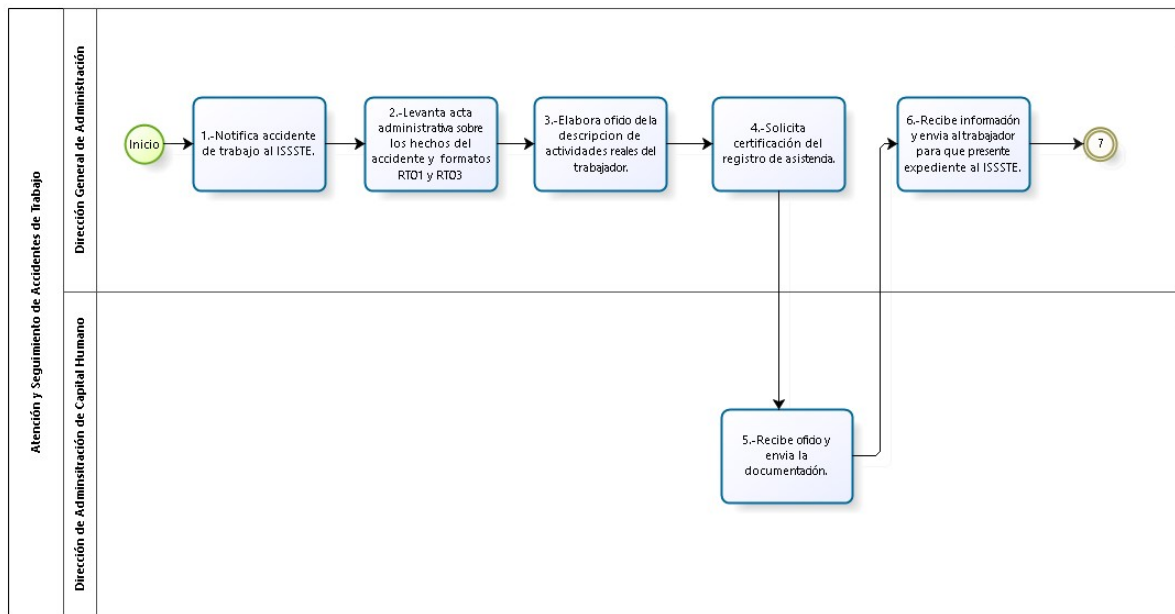 Atención y Seguimiento de Accidentes de Trabajo
Dirección General de Administración
Inicio
1.-Notifica accidente
de trabajo al ISSSTE.
2.-Levanta acta
administrativa sobre
los hechos del
accidente y formatos
RT01 y RT03
3.-Elabora oficio de la
descripcion de
actividades reales del
trabajador.
4.-Solicita
certificación del
registro de asistencia.
6.-Recibe información
y envia al trabajador
para que presente
expediente al ISSSTE.
7
Dirección de Adminsitración de Capital Humano
5.-Recibe oficio y
envia la
documentación.